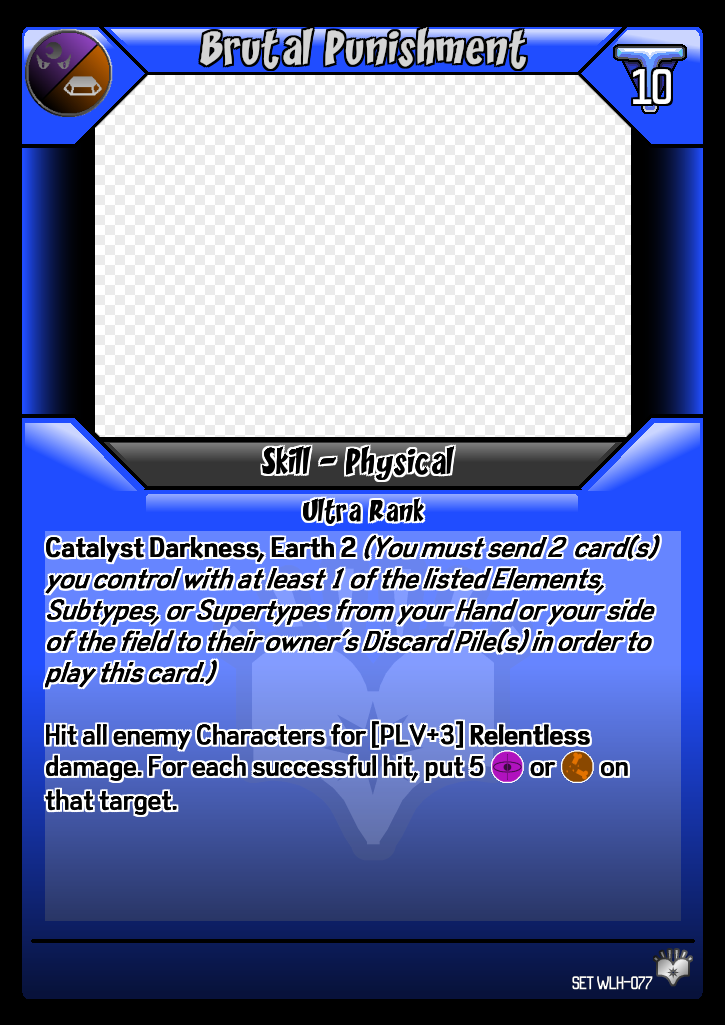 Brutal Punishment
10
Skill - Physical
Ultra Rank
Catalyst Darkness, Earth 2 (You must send 2 card(s)
you control with at least 1 of the listed Elements,
Subtypes, or Supertypes from your Hand or your side
of the field to their owner's Discard Pile(s) in order to
play this card.)
Hit all enemy Characters for [PLV+3] Relentless
damage. For each successful hit, put 5 or on
that target.
SET WLH-077